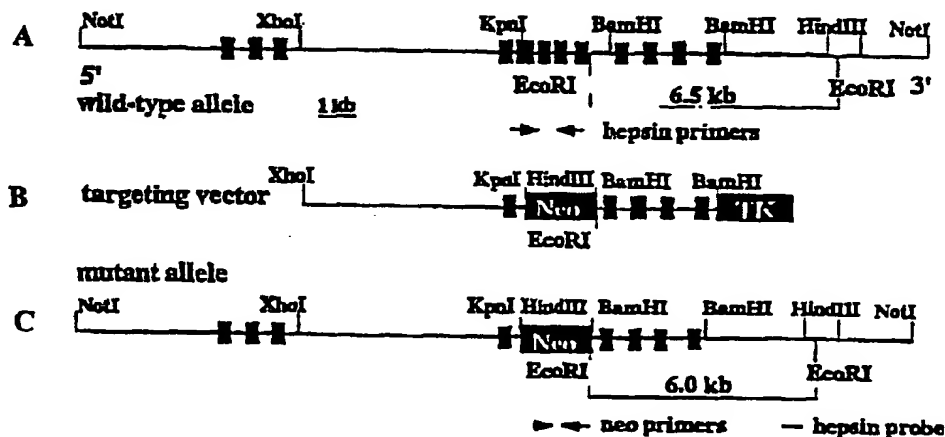 A
NotI XhoI KpnI BamHI BamHI HindIII NotI
5' EcoRI 6.5 kb EcoRI 3'
wild-type allele 1 kb
hepsin primers
B
targeting vector XhoI KpnI HindIII BamHI BamHI
Neo TK
EcoRI
mutant allele
C
NotI XhoI KpnI HindIII BamHI BamHI HindIII NotI
Neo
EcoRI 6.0 kb EcoRI
neo primers hepsin probe